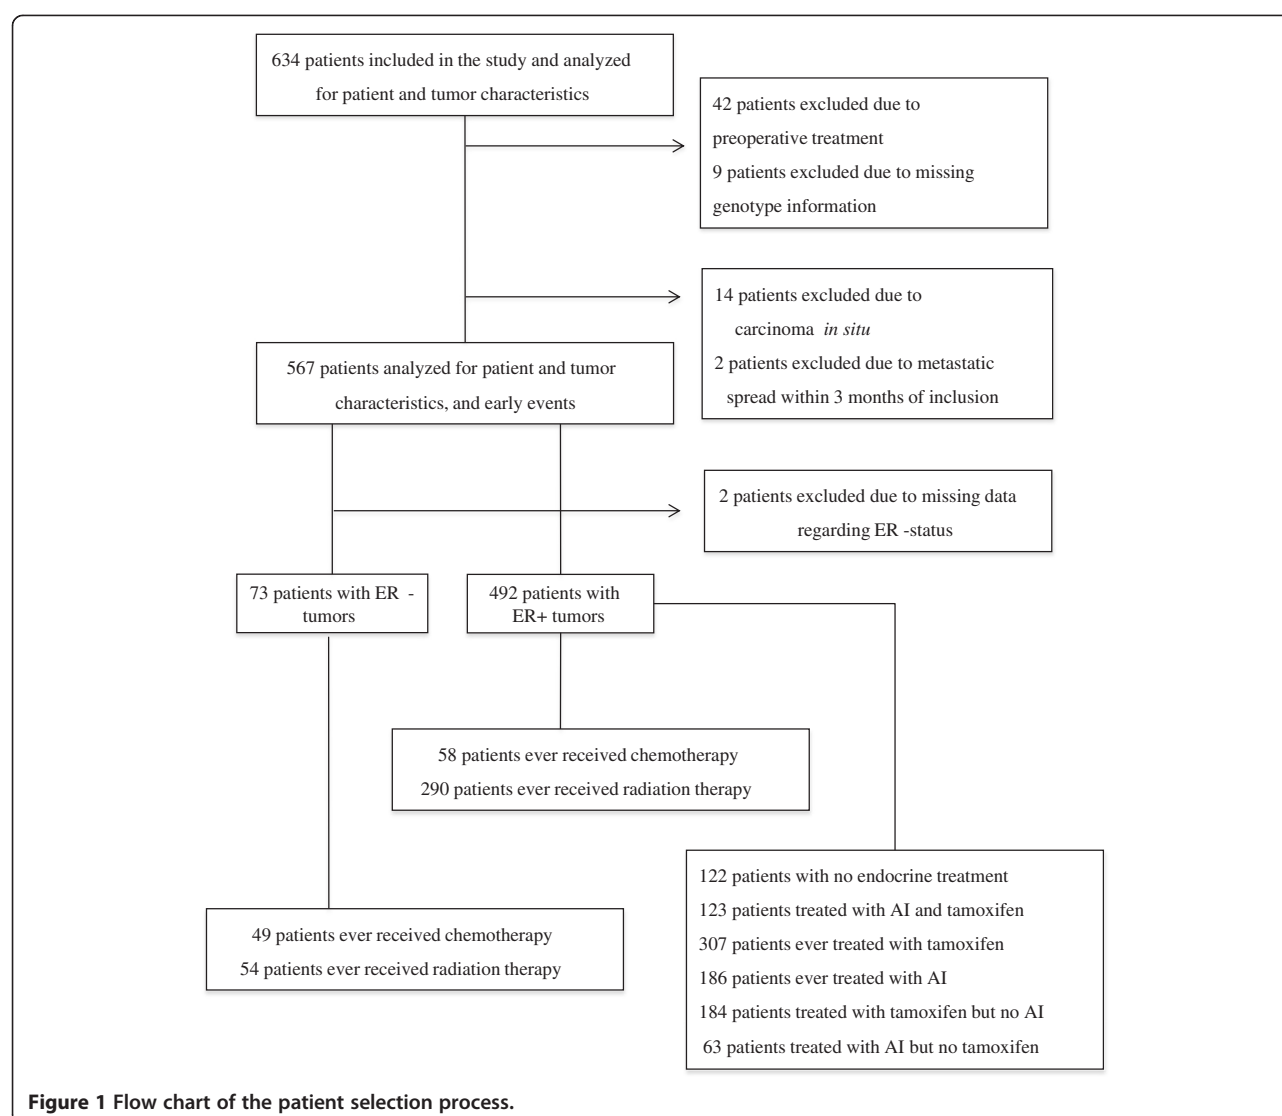 634 patients included in the study and analyzed
for patient and tumor characteristics
42 patients excluded due to
preoperative treatment
9 patients excluded due to missing
genotype information
14 patients excluded due to
carcinoma in situ
2 patients excluded due to metastatic
spread within 3 months of inclusion
567 patients analyzed for patient and tumor
characteristics, and early events
2 patients excluded due to missing data
regarding ER -status
73 patients with ER -
tumors
492 patients with
ER+ tumors
58 patients ever received chemotherapy
290 patients ever received radiation therapy
49 patients ever received chemotherapy
54 patients ever received radiation therapy
122 patients with no endocrine treatment
123 patients treated with AI and tamoxifen
307 patients ever treated with tamoxifen
186 patients ever treated with AI
184 patients treated with tamoxifen but no AI
63 patients treated with AI but no tamoxifen
Figure 1 Flow chart of the patient selection process.